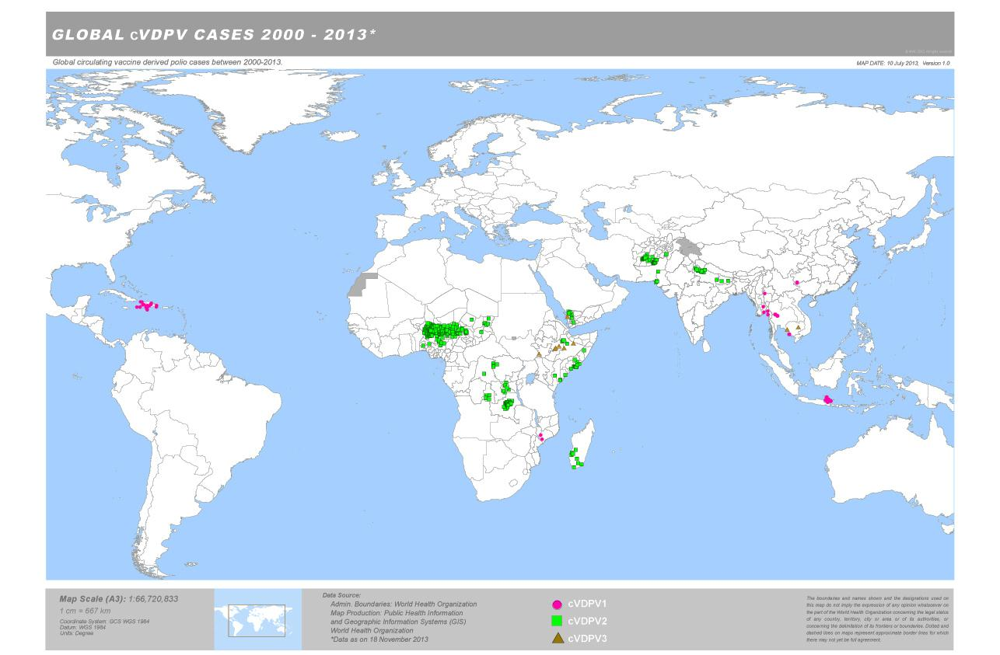 GLOBAL cVDPV CASES 2000 - 2013*
Global circulating vaccine derived polio cases between 2000-2013.
MAP DATE: 10 July 2013, Version 1.0
Map Scale (A3): 1:66,720,833
1 cm = 667 km
Coordinate System: GCS WGS 1984
Datum: WGS 1984
Units: Degree
Data Source:
Admin. Boundaries: World Health Organization
Map Production: Public Health Information
and Geographic Information Systems (GIS)
World Health Organization
*Data as on 18 November 2013
cVDPV1
cVDPV2
cVDPV3
The boundaries and names shown and the designations used on
this map do not imply the expression of any opinion whatsoever on
the part of the World Health Organization concerning the legal status
of any country, territory, city or area or of its authorities, or
concerning the delimitation of its frontiers or boundaries. Dotted and
dashed lines on maps represent approximate border lines for which
there may not yet be full agreement.